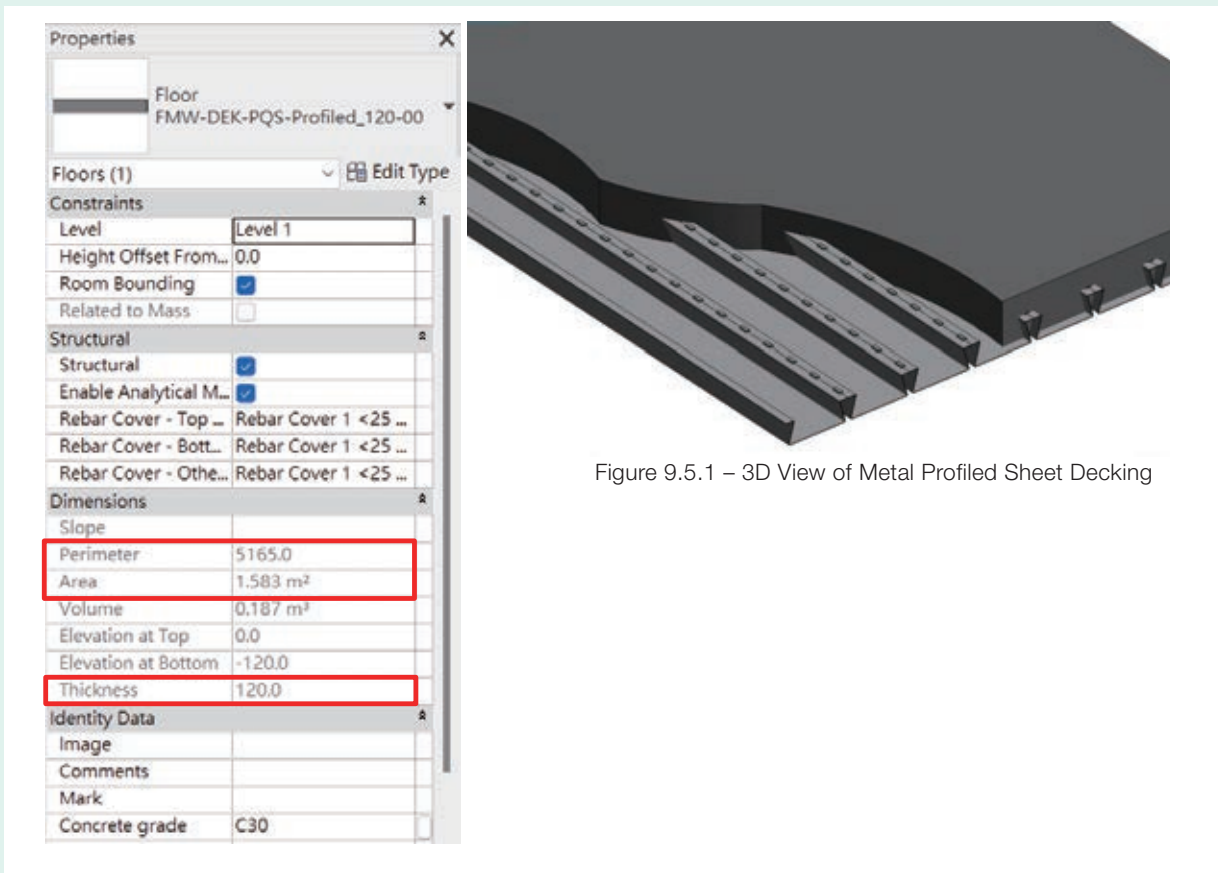 Properties
Floor
FMW-DEK-PQS-Profiled_120-00
Floors (1) Edit Type
Constraints
Level Level 1
Height Offset From... 0.0
Room Bounding
Related to Mass
Structural
Structural
Enable Analytical M...
Rebar Cover - Top ... Rebar Cover 1 <25 ...
Rebar Cover - Bott... Rebar Cover 1 <25 ...
Rebar Cover - Othe... Rebar Cover 1 <25 ...
Dimensions
Slope
Perimeter 5165.0
Area 1.583 m²
Volume 0.187 m³
Elevation at Top 0.0
Elevation at Bottom -120.0
Thickness 120.0
Identity Data
Image
Comments
Mark
Concrete grade C30
Figure 9.5.1 – 3D View of Metal Profiled Sheet Decking